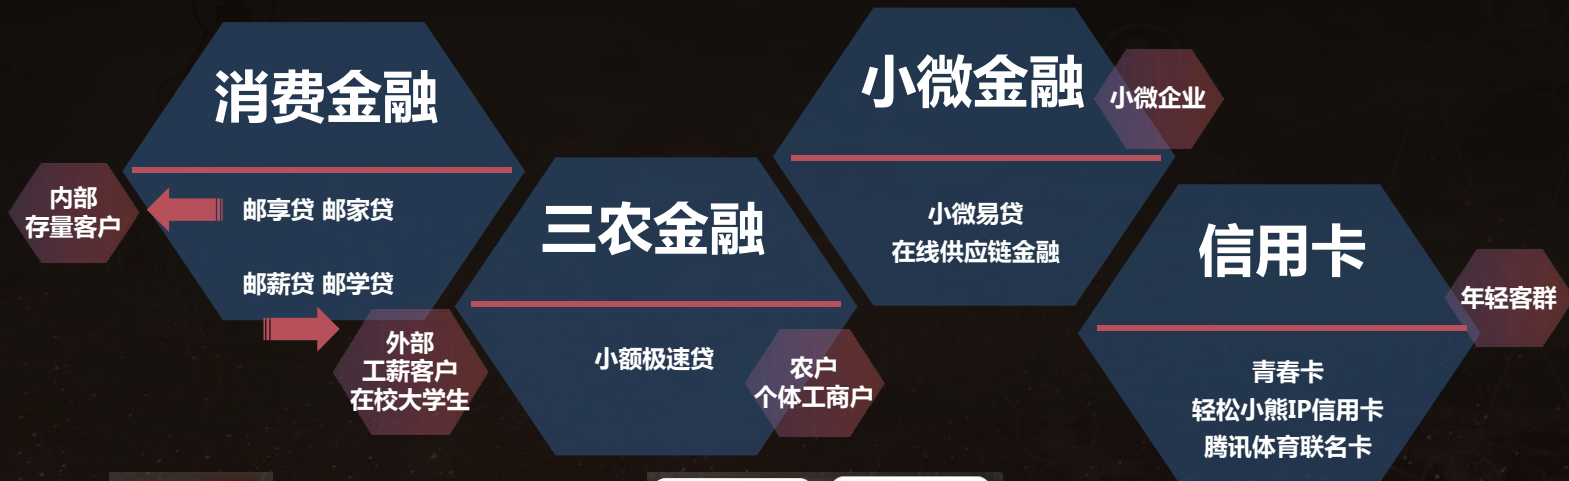 消费金融
内部
存量客户
邮享贷 邮家贷
邮薪贷 邮学贷
外部
工薪客户
在校大学生
三农金融
小额极速贷
农户
个体工商户
小微金融
小微企业
小微易贷
在线供应链金融
信用卡
年轻客群
青春卡
轻松小熊IP信用卡
腾讯体育联名卡